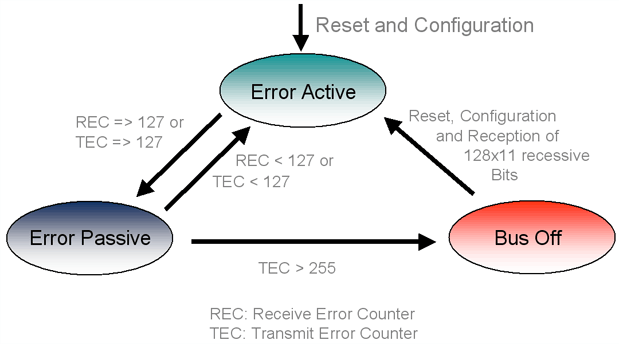 Reset and Configuration
Error Active
REC => 127 or
TEC => 127
REC < 127 or
TEC < 127
Reset, Configuration
and Reception of
128x11 recessive
Bits
Error Passive
Bus Off
TEC > 255
REC: Receive Error Counter
TEC: Transmit Error Counter